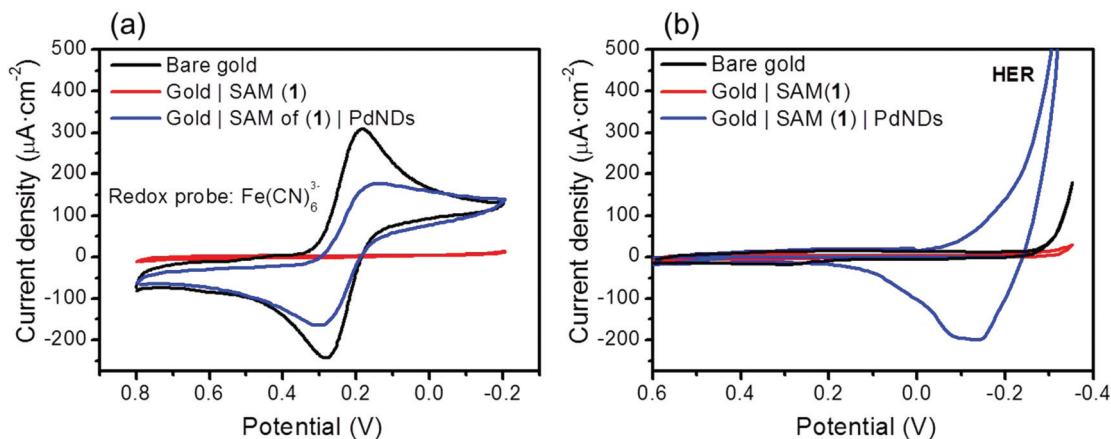 (a)
Current density (μA·cm⁻²)
500
400
300
200
100
0
-100
-200
Bare gold
Gold | SAM (1)
Gold | SAM of (1) | PdNDs
Redox probe: Fe(CN)₆³⁻
0.8 0.6 0.4 0.2 0.0 -0.2
Potential (V)
(b)
Current density (μA·cm⁻²)
500
400
300
200
100
0
-100
-200
Bare gold
Gold | SAM(1)
Gold | SAM (1) | PdNDs
HER
0.6 0.4 0.2 0.0 -0.2 -0.4
Potential (V)